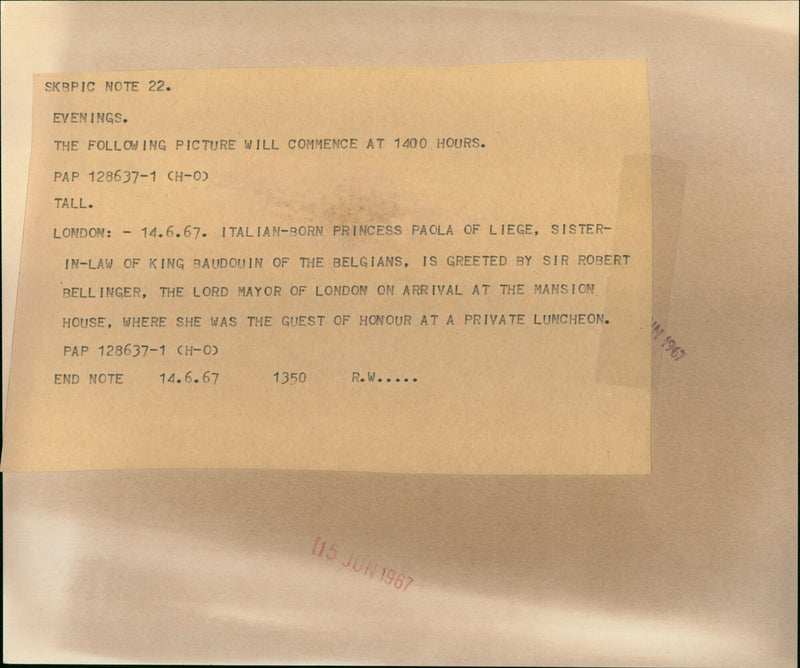 SKBPIC NOTE 22.
EVENINGS.
THE FOLLOWING PICTURE WILL COMMENCE AT 1400 HOURS.
PAP 128637-1 (H-O)
TALL.
LONDON: - 14.6.67. ITALIAN-BORN PRINCESS PAOLA OF LIEGE, SISTER-
IN-LAW OF KING BAUDOUIN OF THE BELGIANS, IS GREETED BY SIR ROBERT
BELLINGER, THE LORD MAYOR OF LONDON ON ARRIVAL AT THE MANSION
HOUSE, WHERE SHE WAS THE GUEST OF HONOUR AT A PRIVATE LUNCHEON.
PAP 128637-1 (H-O)
END NOTE 14.6.67 1350 R.W.....
1967
15 JUN 1967